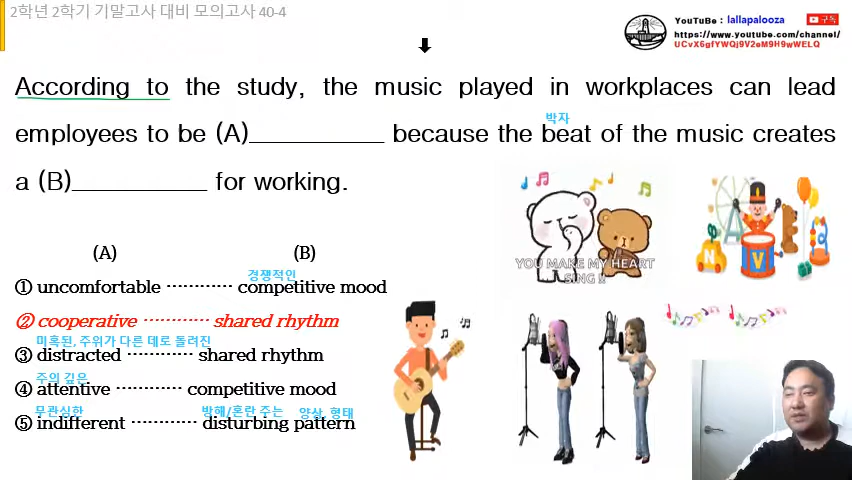 2학년 2학기 기말고사 대비 모의고사 40-4
YouTuBe : lallapalooza
구독
https://www.youtube.com/channel/
UCvX6gfYWQj9V2eM9H9wWELQ
According to the study, the music played in workplaces can lead
박자
employees to be (A)____________ because the beat of the music creates
a (B)____________ for working.
YOU MAKE MY HEART
SING
N V
(A) (B)
경쟁적인
① uncomfortable ············ competitive mood
② cooperative ············ shared rhythm
미혹된, 주위가 다른 데로 돌려진
③ distracted ············ shared rhythm
주의 깊은
④ attentive ············ competitive mood
무관심한 방해/혼란 주는 양상, 형태
⑤ indifferent ············ disturbing pattern